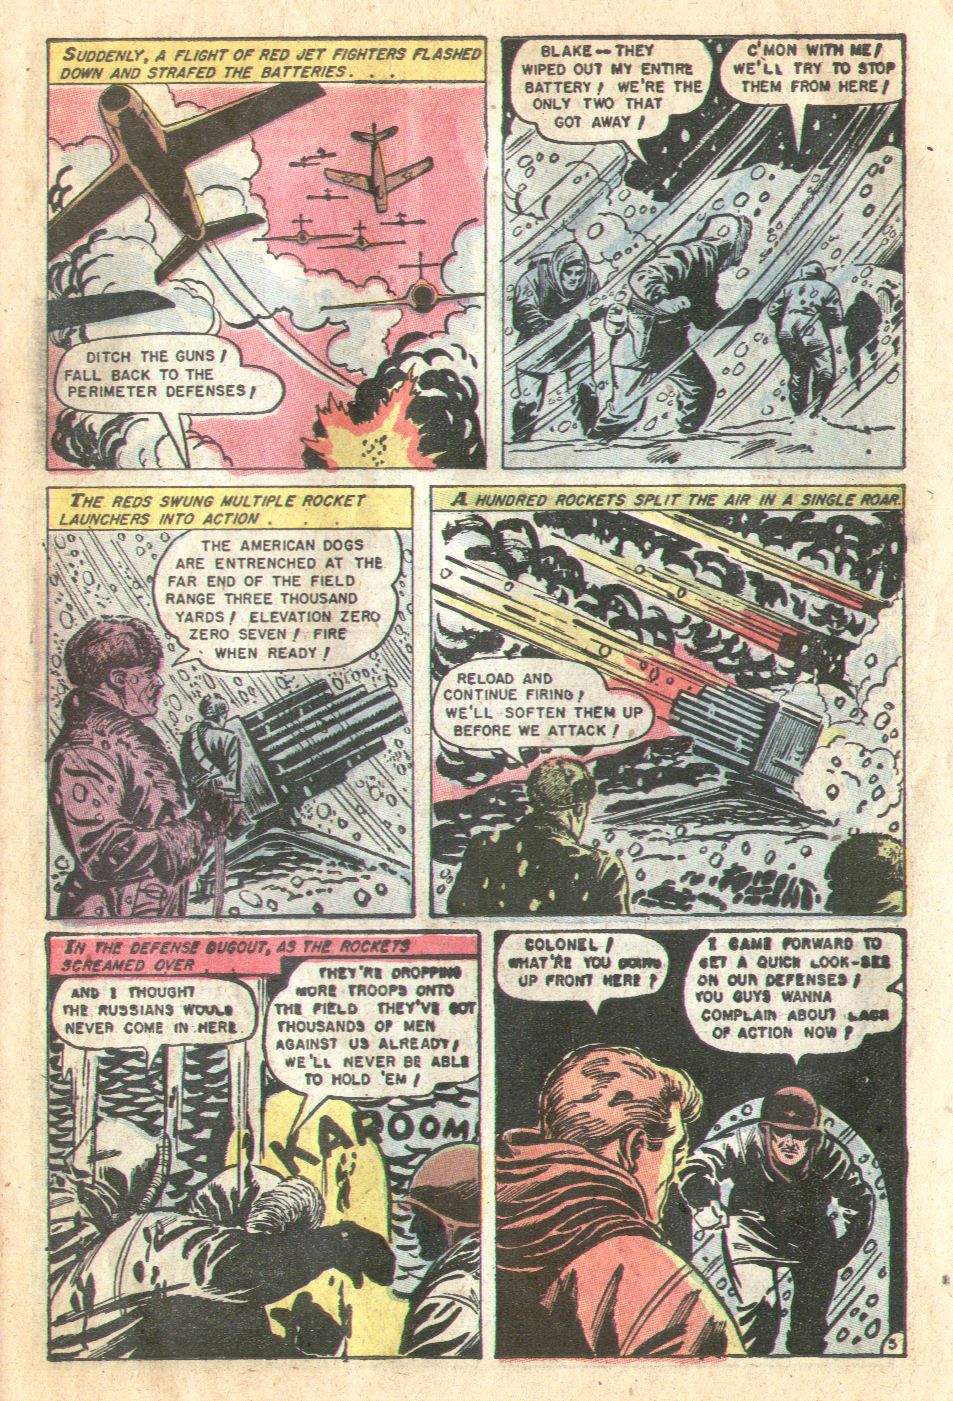 SUDDENLY, A FLIGHT OF RED JET FIGHTERS FLASHED
DOWN AND STRAFED THE BATTERIES. . . .
DITCH THE GUNS!
FALL BACK TO THE
PERIMETER DEFENSES!
BLAKE -- THEY
WIPED OUT MY ENTIRE
BATTERY! WE'RE THE
ONLY TWO THAT
GOT AWAY!
C'MON WITH ME!
WE'LL TRY TO STOP
THEM FROM HERE!
THE REDS SWUNG MULTIPLE ROCKET
LAUNCHERS INTO ACTION . . . .
THE AMERICAN DOGS
ARE ENTRENCHED AT THE
FAR END OF THE FIELD
RANGE THREE THOUSAND
YARDS! ELEVATION ZERO
ZERO SEVEN! FIRE
WHEN READY!
A HUNDRED ROCKETS SPLIT THE AIR IN A SINGLE ROAR.
RELOAD AND
CONTINUE FIRING!
WE'LL SOFTEN THEM UP
BEFORE WE ATTACK!
IN THE DEFENSE DUGOUT, AS THE ROCKETS
SCREAMED OVER . . .
AND I THOUGHT
THE RUSSIANS WOULD
NEVER COME IN HERE
THEY'RE DROPPING
MORE TROOPS ONTO
THE FIELD THEY'VE GOT
THOUSANDS OF MEN
AGAINST US ALREADY!
WE'LL NEVER BE ABLE
TO HOLD 'EM!
KAROOM!
COLONEL!
WHAT'RE YOU DOING
UP FRONT HERE?
I CAME FORWARD TO
GET A QUICK LOOK-SEE
ON OUR DEFENSES!
YOU GUYS WANNA
COMPLAIN ABOUT LACK
OF ACTION NOW?
5